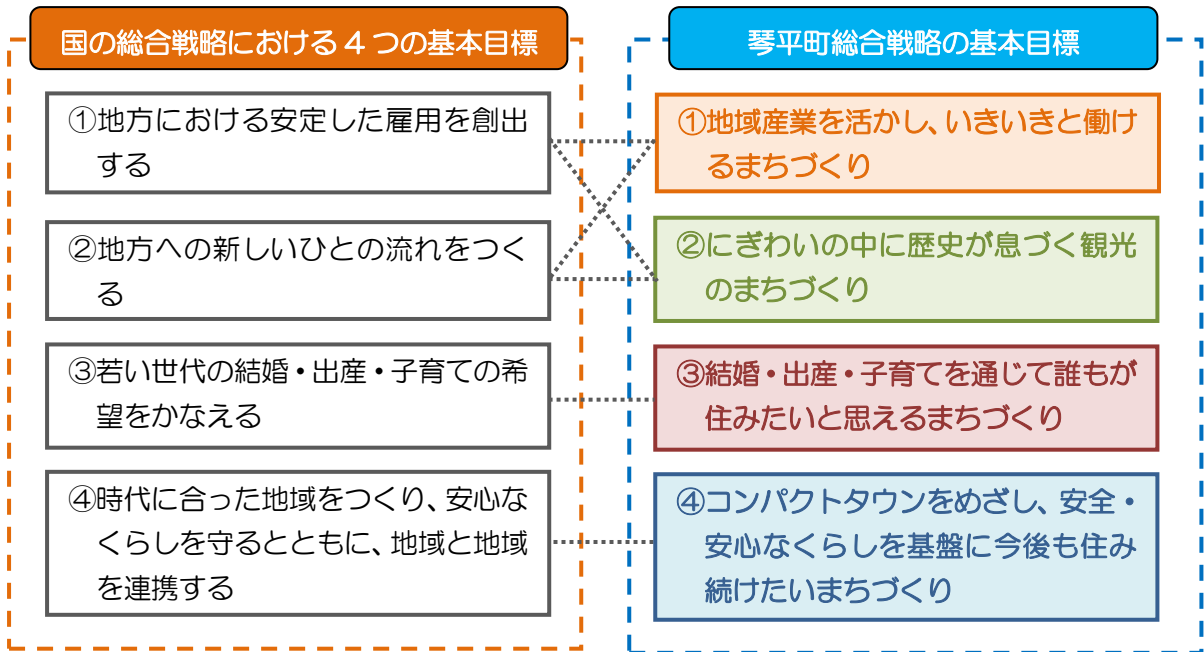 国の総合戦略における4つの基本目標
①地方における安定した雇用を創出
する
②地方への新しいひとの流れをつく
る
③若い世代の結婚・出産・子育ての希
望をかなえる
④時代に合った地域をつくり、安心な
くらしを守るとともに、地域と地域
を連携する
琴平町総合戦略の基本目標
①地域産業を活かし、いきいきと働け
るまちづくり
②にぎわいの中に歴史が息づく観光
のまちづくり
③結婚・出産・子育てを通じて誰もが
住みたいと思えるまちづくり
④コンパクトタウンをめざし、安全・
安心なくらしを基盤に今後も住み
続けたいまちづくり